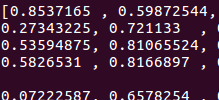 [0.8537165 , 0.59872544,
0.27343225, 0.721133  , 
0.53594875, 0.81065524,
0.5826531 , 0.8166897 ,
0.07222587, 0.6578254 ,